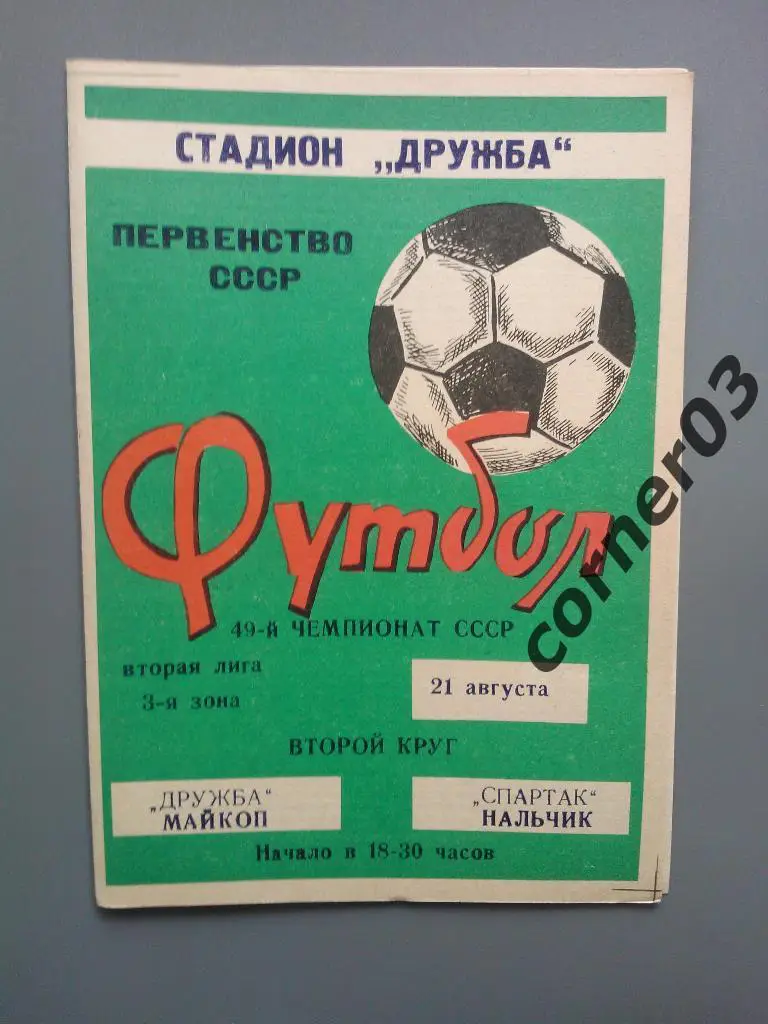 СТАДИОН „ДРУЖБА“
ПЕРВЕНСТВО
СССР
Футбол
49-й ЧЕМПИОНАТ СССР
вторая лига
3-я зона
21 августа
ВТОРОЙ КРУГ
„ДРУЖБА“
МАЙКОП
„СПАРТАК“
НАЛЬЧИК
Начало в 18-30 часов
corner03